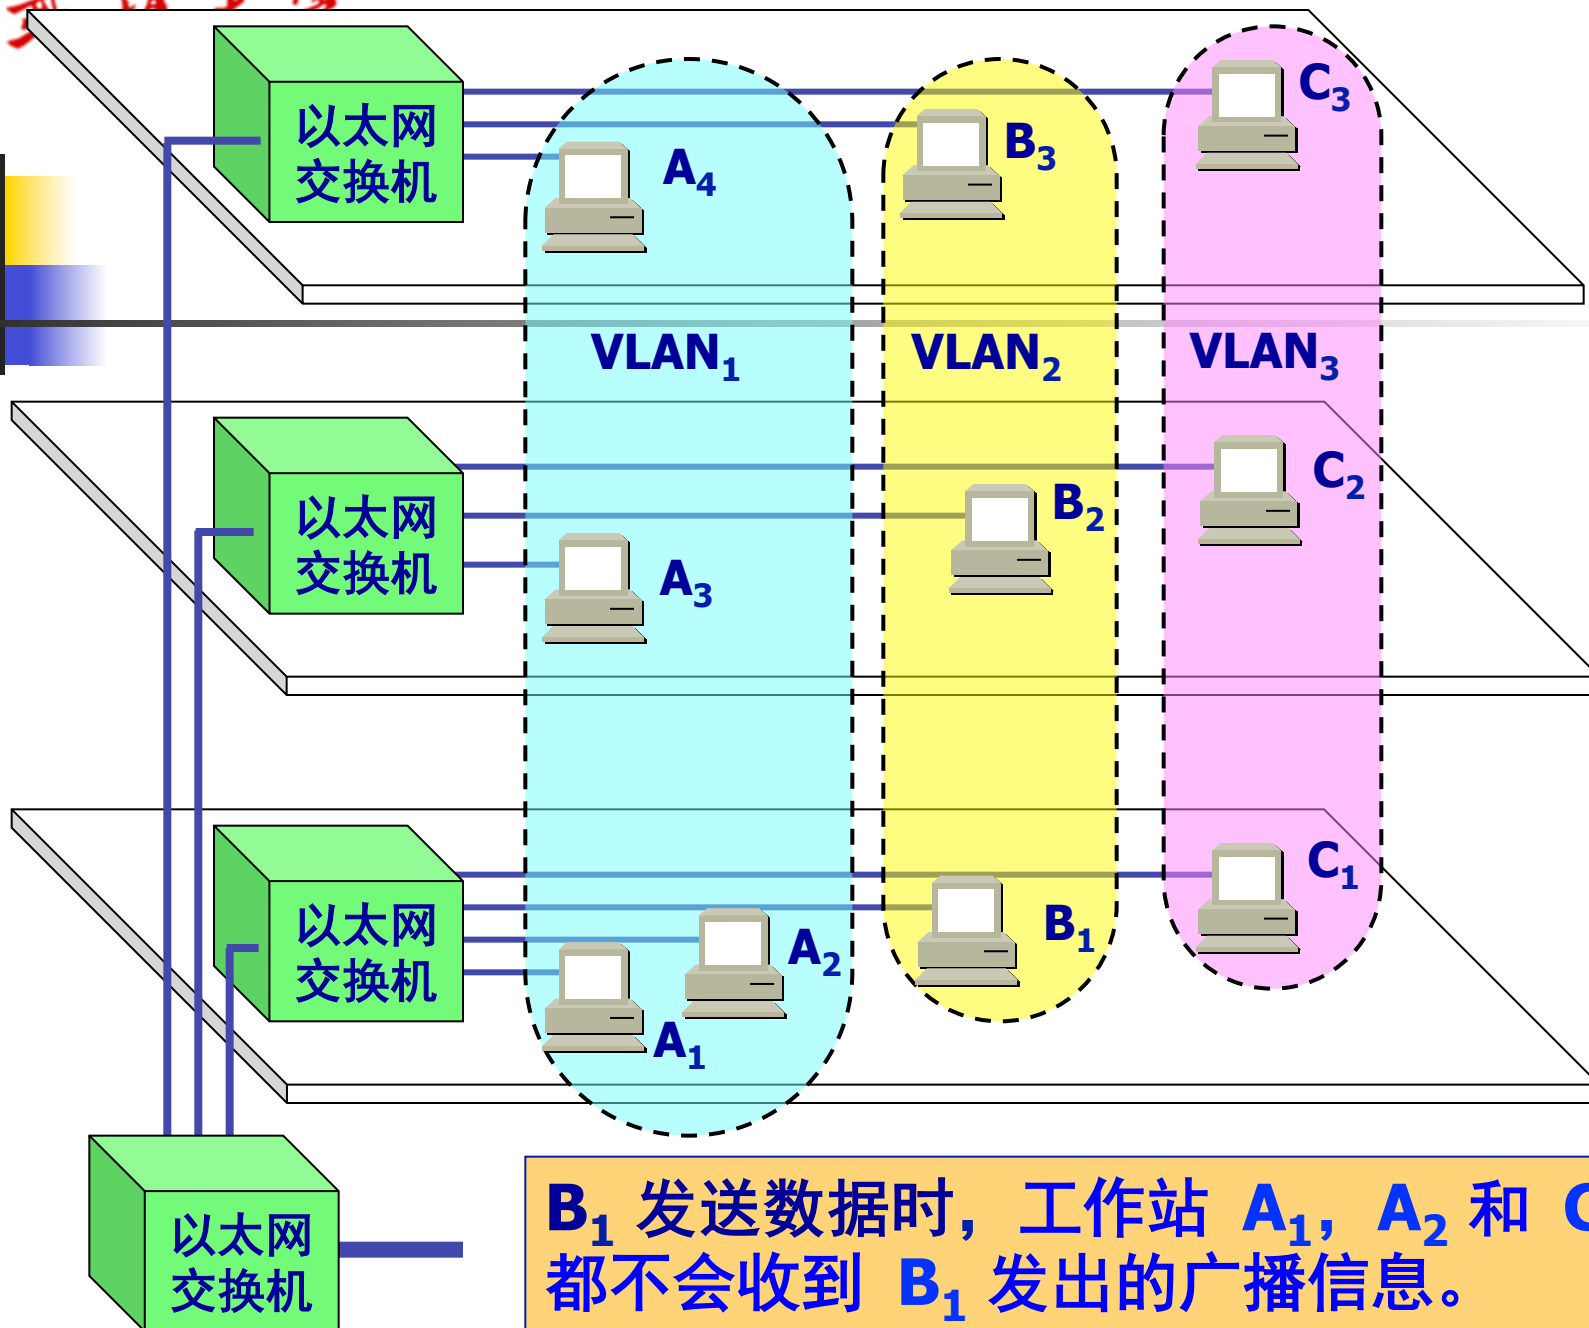 以太网
交换机
A4
B3
C3
VLAN1
VLAN2
VLAN3
以太网
交换机
A3
B2
C2
以太网
交换机
A1
A2
B1
C1
以太网
交换机
B1 发送数据时，工作站 A1，A2 和
都不会收到 B1 发出的广播信息。